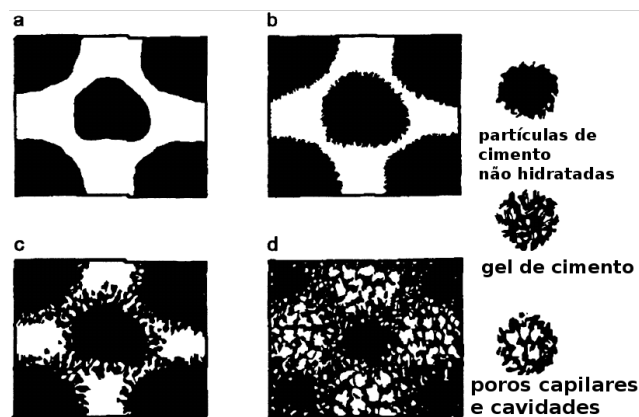 a
b
partículas de
cimento
não hidratadas
c
d
gel de cimento
poros capilares
e cavidades